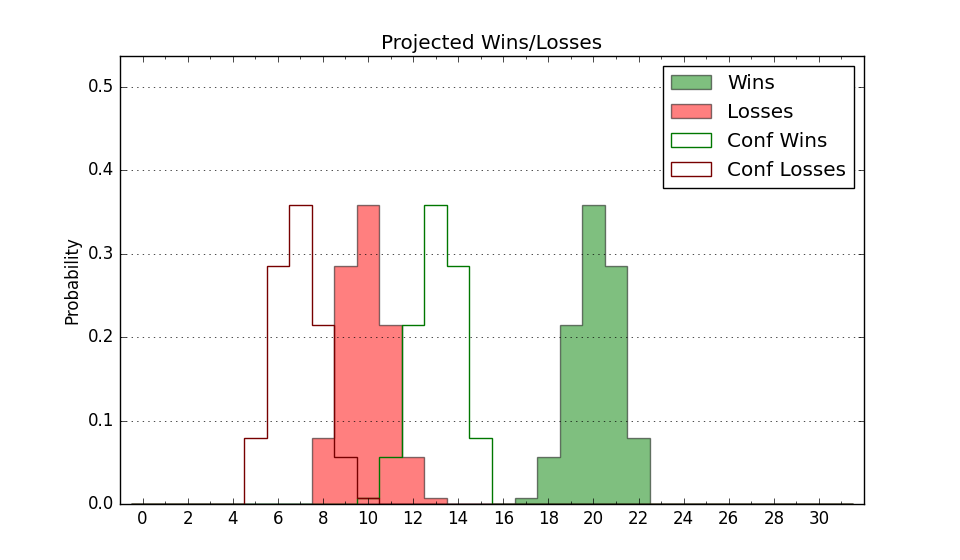 Projected Wins/Losses
Wins
Losses
Conf Wins
Conf Losses
Probability
0.5
0.4
0.3
0.2
0.1
0.0
0 2 4 6 8 10 12 14 16 18 20 22 24 26 28 30